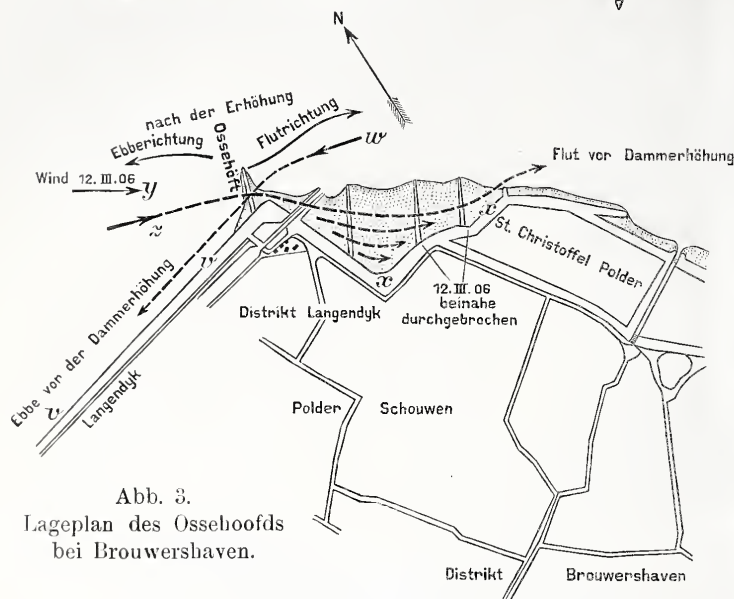 N
nach der Erhöhung
Ebberichtung
Flutrichtung
Ossehöft
w
Wind 12. III. 06
y
z
Flut vor Dammerhöhung
x
St. Christoffel Polder
v
x
12. III. 06
beinahe
durchgebrochen
Distrikt Langendyk
Ebbe vor der Dammerhöhung
v
Langendyk
Polder Schouwen
Abb. 3.
Lageplan des Ossehoofds
bei Brouwershaven.
Distrikt Brouwershaven